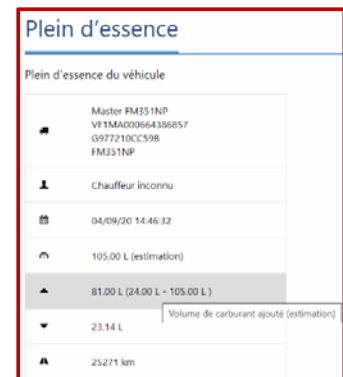 Plein d'essence
Plein d'essence du véhicule
Master FM351NP
VF1MA000664386857
G977210CC59B
FM351NP
Chauffeur inconnu
04/09/20 14:46:32
105.00 L (estimation)
81.00 L (24.00 L - 105.00 L )
Volume de carburant ajouté (estimation)
23.14 L
25271 km